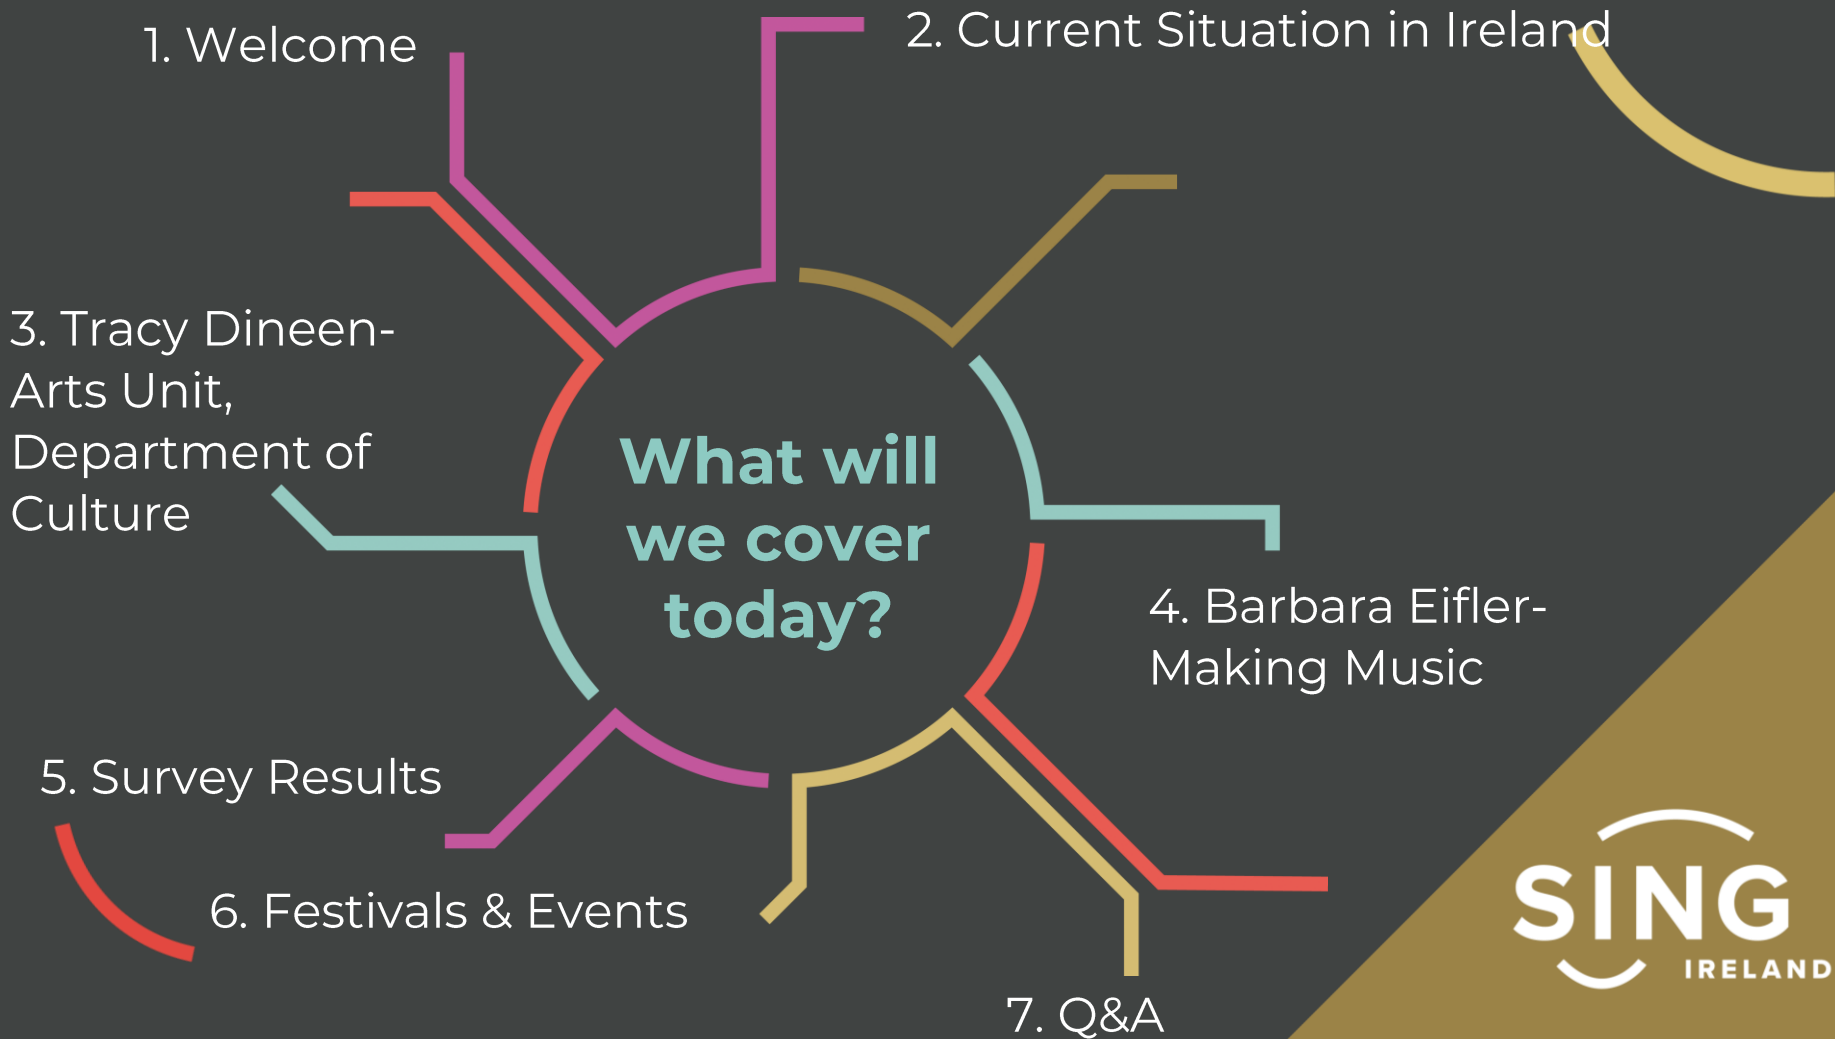 1. Welcome
2. Current Situation in Ireland
3. Tracy Dineen-
Arts Unit,
Department of
Culture
What will
we cover
today?
4. Barbara Eifler-
Making Music
5. Survey Results
6. Festivals & Events
7. Q&A
SING
IRELAND